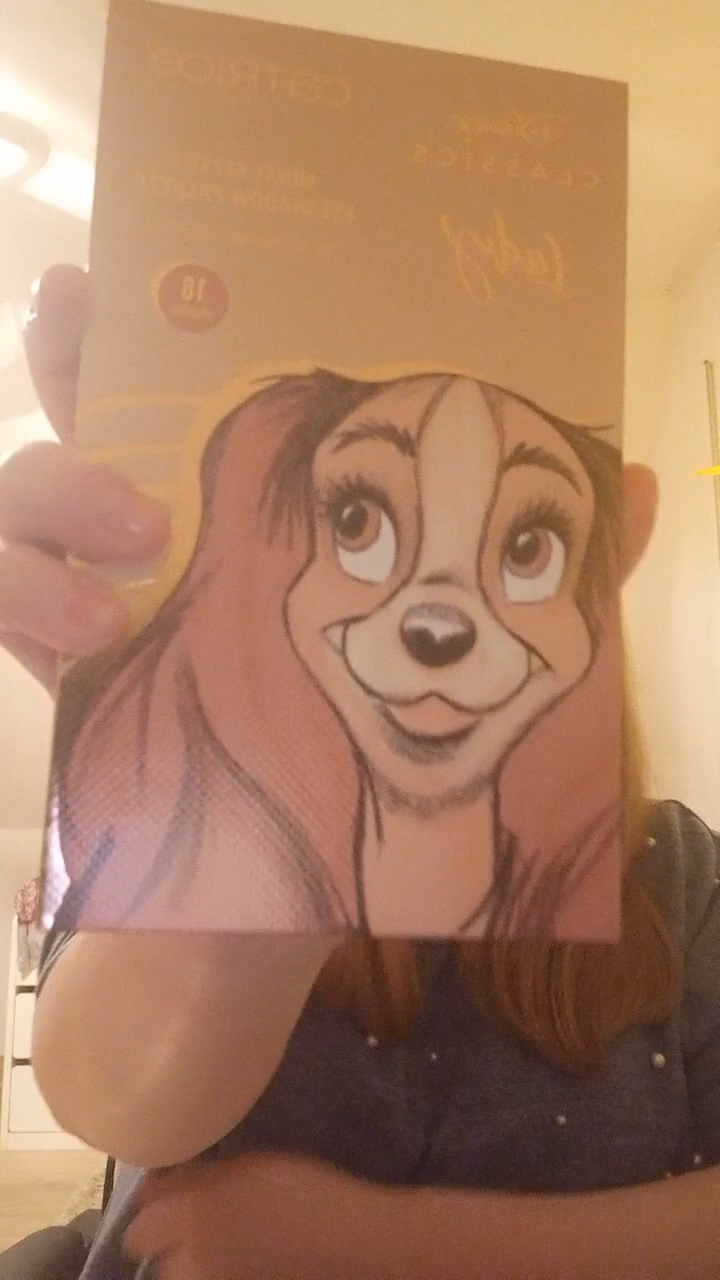 CATRICE
Disney
CLASSICS
Lady
MULTI EFFECT
EYESHADOW PALETTE
16